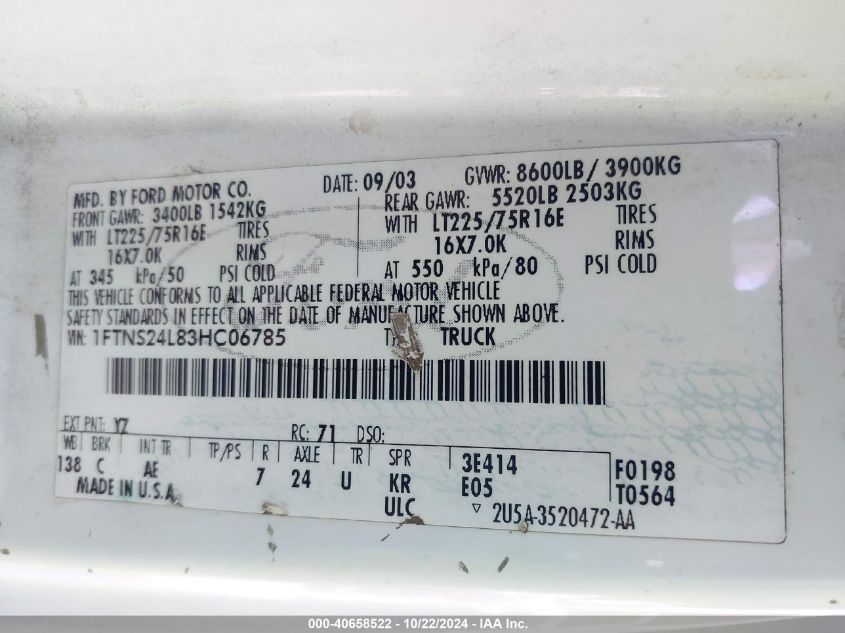 MFD. BY FORD MOTOR CO. DATE: 09/03 GVWR: 8600LB / 3900KG
FRONT GAWR: 3400LB 1542KG REAR GAWR: 5520LB 2503KG
WITH LT225/75R16E TIRES WITH LT225/75R16E TIRES
16X7.0K RIMS 16X7.0K RIMS
AT 345 kPa/50 PSI COLD AT 550 kPa/80 PSI COLD
THIS VEHICLE CONFORMS TO ALL APPLICABLE FEDERAL MOTOR VEHICLE
SAFETY STANDARDS IN EFFECT ON THE DATE OF MANUFACTURE SHOWN ABOVE.
VIN: 1FTNS24L83HC06785 TRUCK
EXT PNT: YZ RC: 71 DSO:
WB BRK INT TR TP/PS R AXLE TR SPR 3E414 F0198
138 C AE 7 24 U KR E05 T0564
MADE IN U.S.A. ULC ▽ 2U5A-3520472-AA
000-40658522 - 10/22/2024 - IAA Inc.